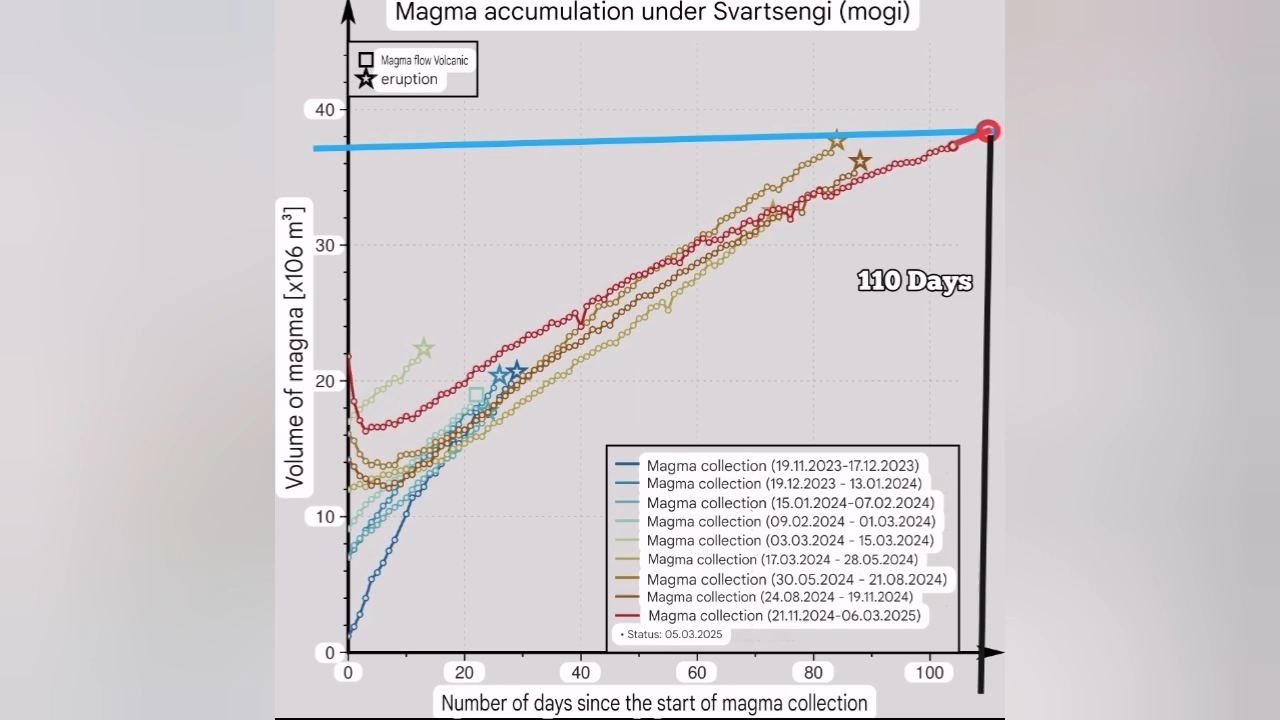 Magma accumulation under Svartsengi (mogi)
Magma flow Volcanic
eruption
40
30
20
10
0
Volume of magma [x106 m³]
110 Days
Magma collection (19.11.2023-17.12.2023)
Magma collection (19.12.2023 - 13.01.2024)
Magma collection (15.01.2024-07.02.2024)
Magma collection (09.02.2024 - 01.03.2024)
Magma collection (03.03.2024 - 15.03.2024)
Magma collection (17.03.2024 - 28.05.2024)
Magma collection (30.05.2024 - 21.08.2024)
Magma collection (24.08.2024 - 19.11.2024)
Magma collection (21.11.2024-06.03.2025)
• Status: 05.03.2025
0 20 40 60 80 100
Number of days since the start of magma collection